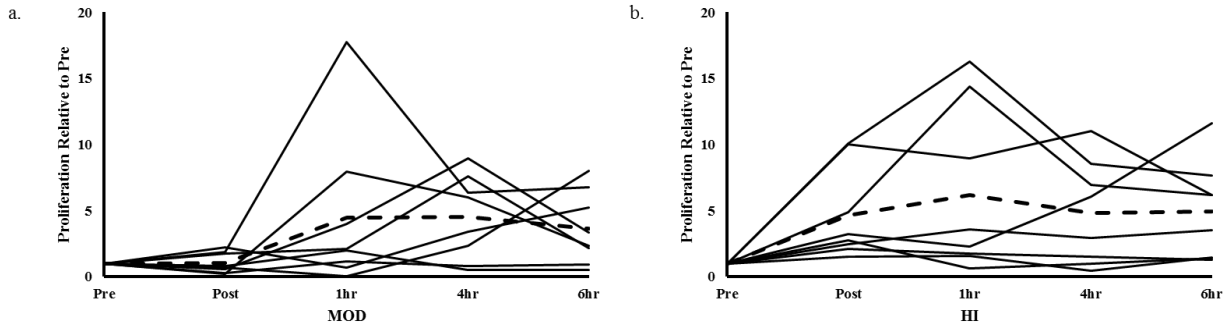 a.
Proliferation Relative to Pre
20
15
10
5
0
Pre Post 1hr 4hr 6hr
MOD
b.
Proliferation Relative to Pre
20
15
10
5
0
Pre Post 1hr 4hr 6hr
HI